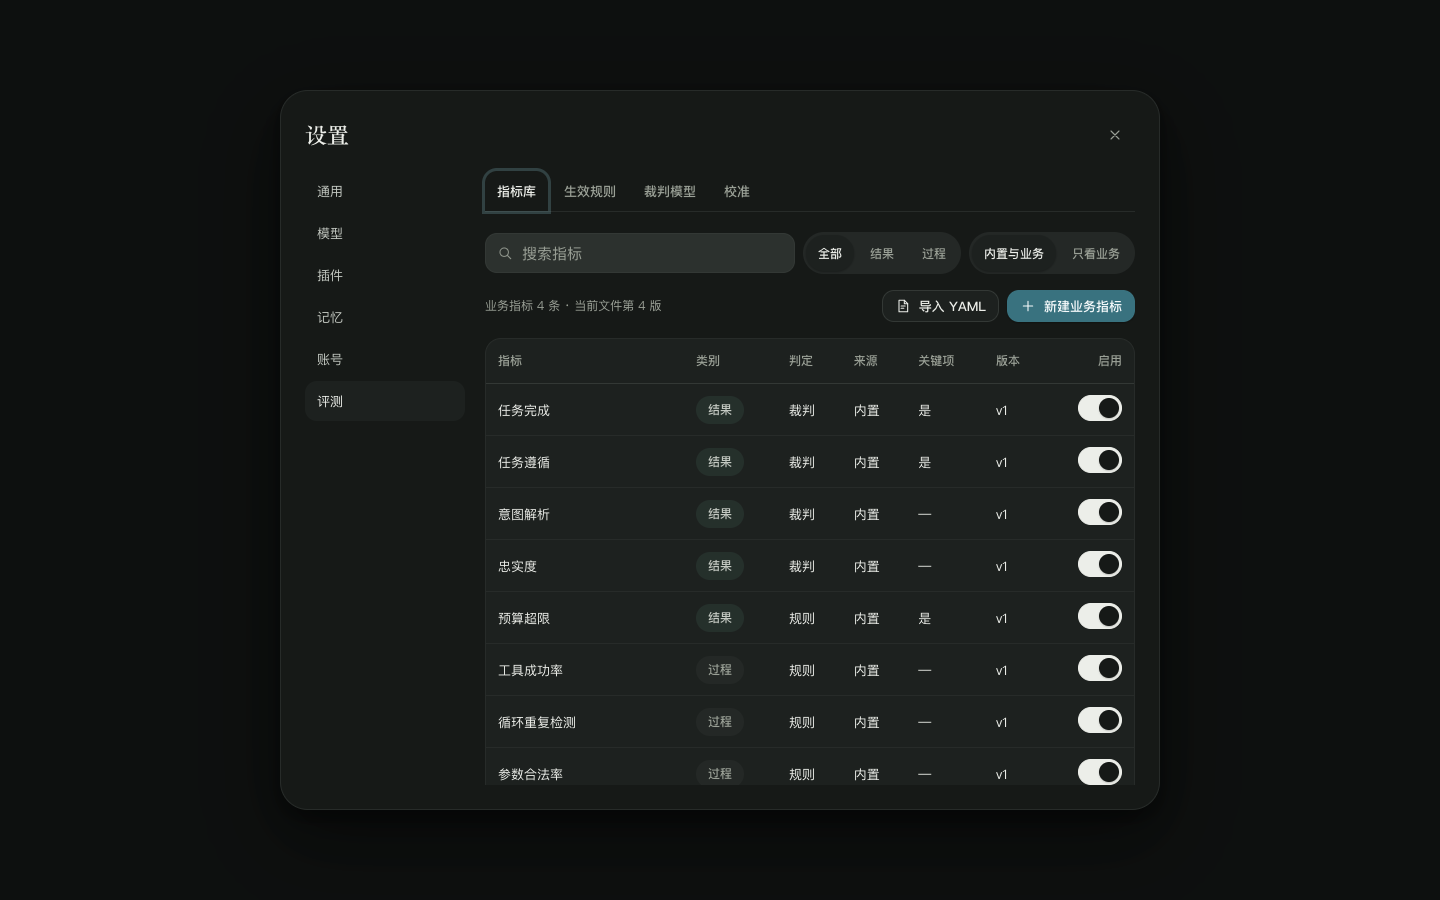 设置
通用
模型
插件
记忆
账号
评测
指标库 生效规则 裁判模型 校准
搜索指标 全部 结果 过程 内置与业务 只看业务
业务指标 4 条 · 当前文件第 4 版 导入 YAML 新建业务指标
指标 类别 判定 来源 关键项 版本 启用
任务完成 结果 裁判 内置 是 v1
任务遵循 结果 裁判 内置 是 v1
意图解析 结果 裁判 内置 — v1
忠实度 结果 裁判 内置 — v1
预算超限 结果 规则 内置 是 v1
工具成功率 过程 规则 内置 — v1
循环重复检测 过程 规则 内置 — v1
参数合法率 过程 规则 内置 — v1